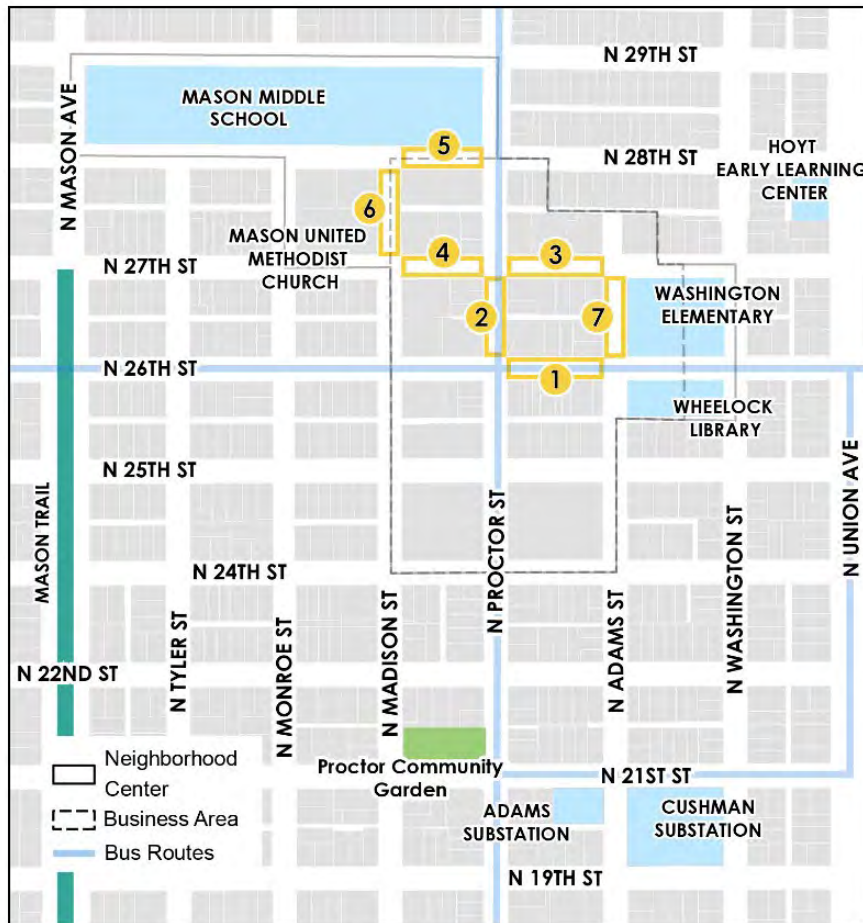 N 29TH ST
N MASON AVE
MASON MIDDLE
SCHOOL
5
N 28TH ST
HOYT
EARLY LEARNING
CENTER
6
MASON UNITED
METHODIST
CHURCH
N 27TH ST
4
3
2
7
WASHINGTON
ELEMENTARY
N 26TH ST
1
WHEELOCK
LIBRARY
N 25TH ST
MASON TRAIL
N PROCTOR ST
N UNION AVE
N 24TH ST
N TYLER ST
N MONROE ST
N MADISON ST
N ADAMS ST
N WASHINGTON ST
N 22ND ST
Neighborhood
Center
Business Area
Bus Routes
Proctor Community
Garden
N 21ST ST
ADAMS
SUBSTATION
CUSHMAN
SUBSTATION
N 19TH ST